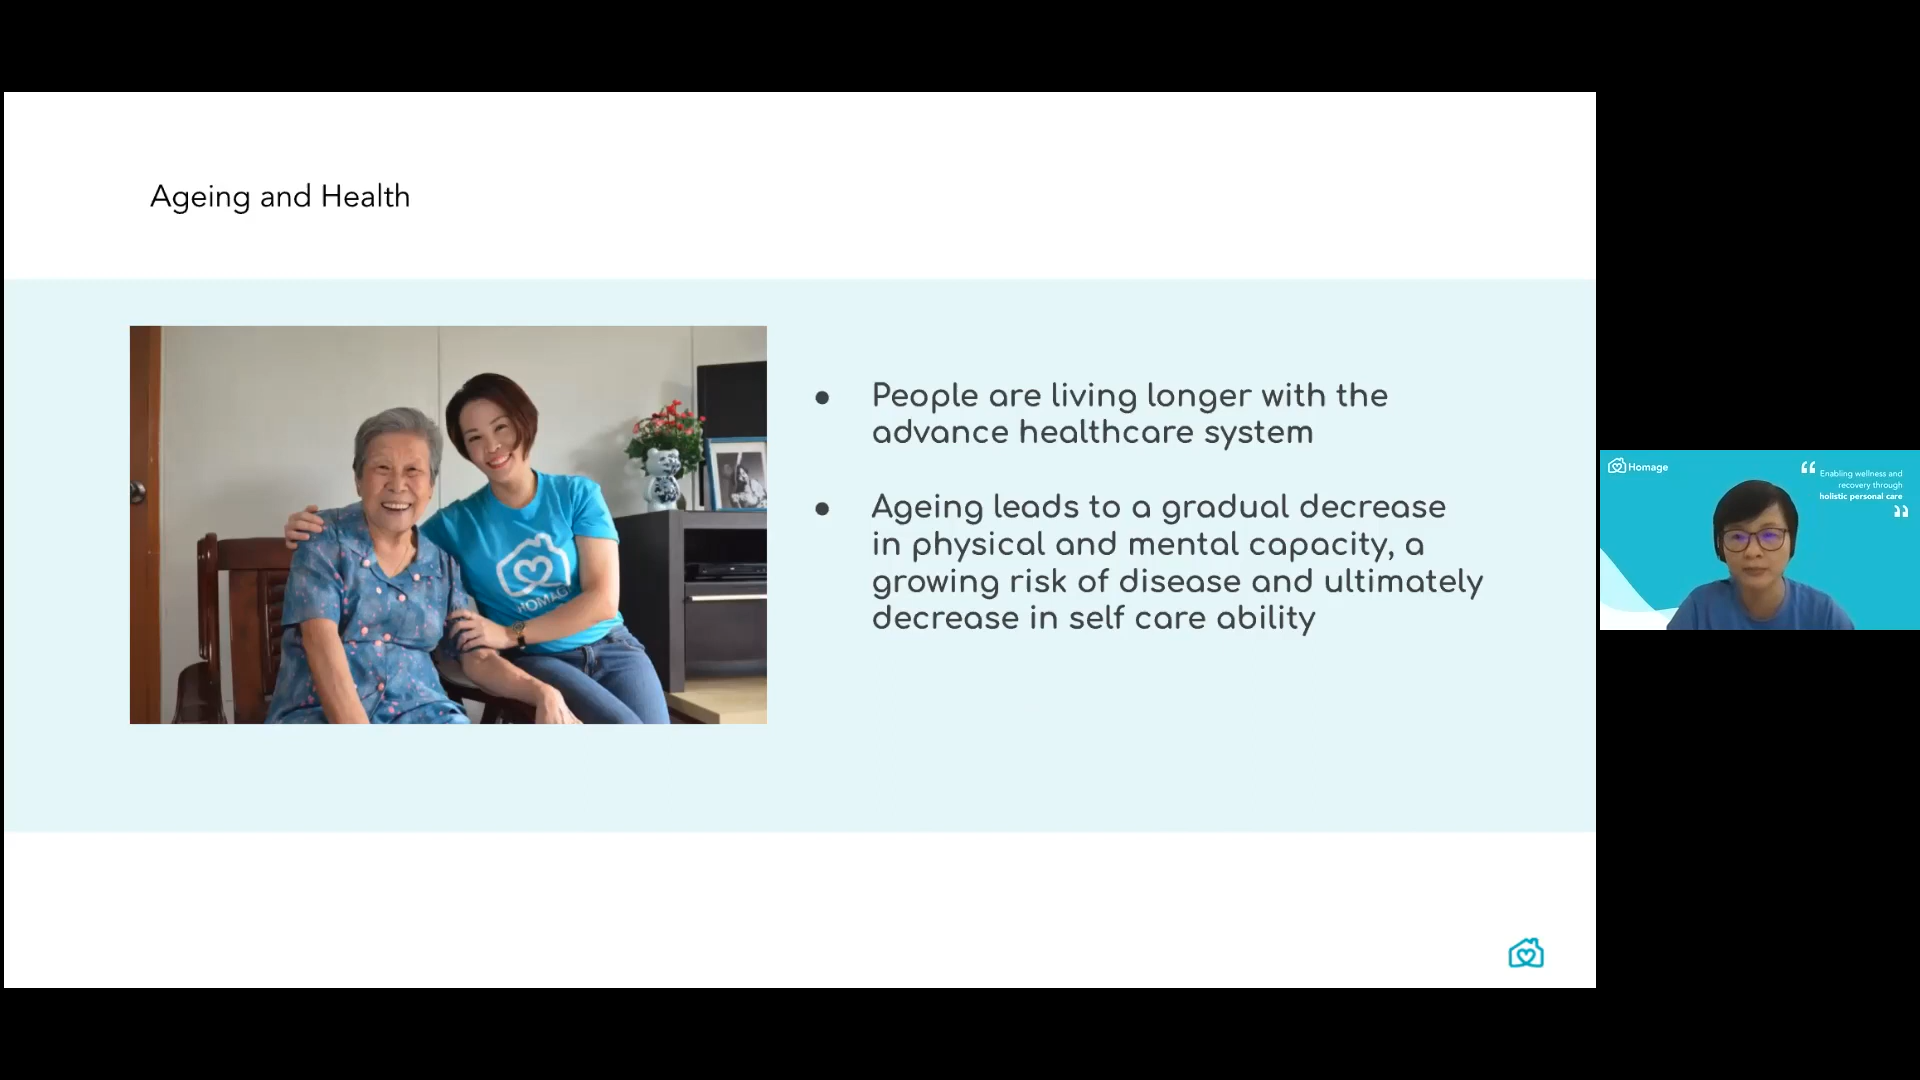 Ageing and Health
● People are living longer with the
advance healthcare system
● Ageing leads to a gradual decrease
in physical and mental capacity, a
growing risk of disease and ultimately
decrease in self care ability
HOMAGE
Homage
“ Enabling wellness and
recovery through
holistic personal care
”